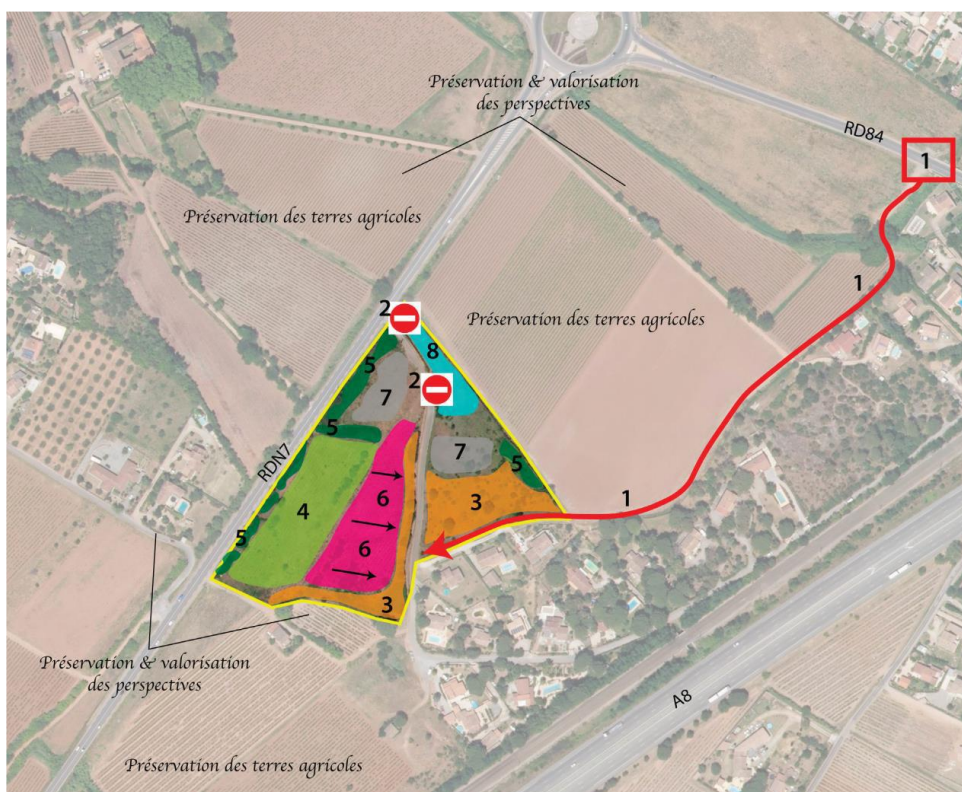 Préservation & valorisation
des perspectives
RD84
1
Préservation des terres agricoles
1
2
Préservation des terres agricoles
8
5
2
7
5
RDN7
7
5
6
3
1
4
6
5
3
Préservation & valorisation
des perspectives
A8
Préservation des terres agricoles